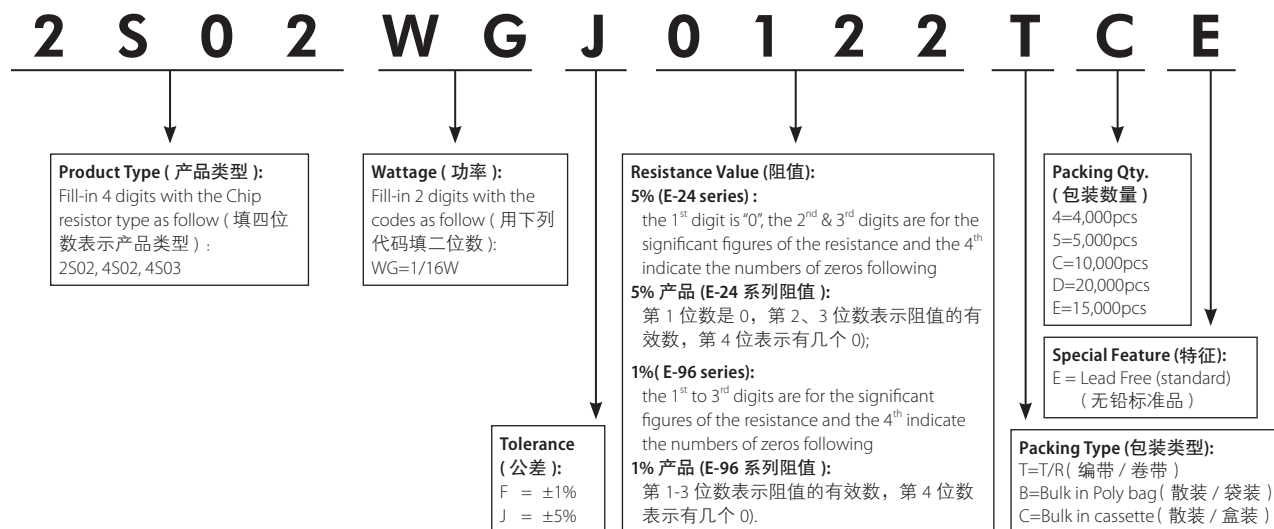 2 S 0 2 W G J 0 1 2 2 T C E
Product Type ( 产品类型 ):
Fill-in 4 digits with the Chip
resistor type as follow ( 填四位
数表示产品类型 ) :
2S02, 4S02, 4S03
Wattage ( 功率 ):
Fill-in 2 digits with the
codes as follow ( 用下列
代码填二位数 ):
WG=1/16W
Tolerance
( 公差 ):
F = ±1%
J = ±5%
Resistance Value (阻值):
5% (E-24 series) :
the 1st digit is “0”, the 2nd & 3rd digits are for the
significant figures of the resistance and the 4th
indicate the numbers of zeros following
5% 产品 (E-24 系列阻值 ):
第 1 位数是 0，第 2、3 位数表示阻值的有
效数，第 4 位表示有几个 0);
1%( E-96 series):
the 1st to 3rd digits are for the significant
figures of the resistance and the 4th indicate
the numbers of zeros following
1% 产品 (E-96 系列阻值 ):
第 1-3 位数表示阻值的有效数，第 4 位数
表示有几个 0).
Packing Qty.
( 包装数量 )
4=4,000pcs
5=5,000pcs
C=10,000pcs
D=20,000pcs
E=15,000pcs
Special Feature (特征):
E = Lead Free (standard)
( 无铅标准品 )
Packing Type (包装类型):
T=T/R ( 编带 / 卷带 )
B=Bulk in Poly bag ( 散装 / 袋装 )
C=Bulk in cassette ( 散装 / 盒装 )